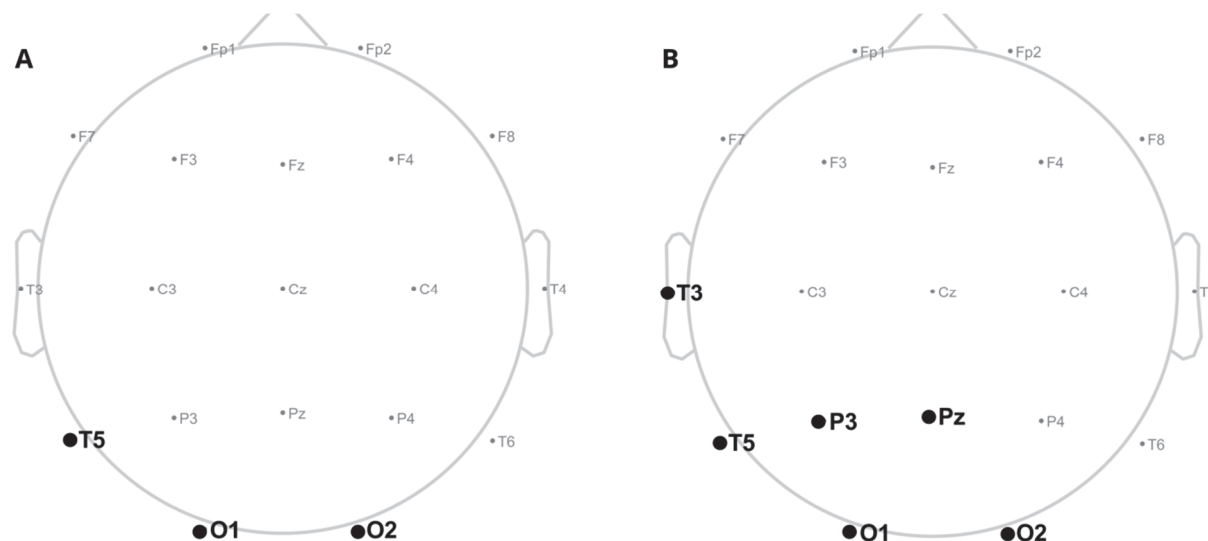 A
Fp1 Fp2
F7 F3 Fz F4 F8
T3 C3 Cz C4 T4
P3 Pz P4
T5 T6
O1 O2
B
Fp1 Fp2
F7 F3 Fz F4 F8
T3 C3 Cz C4 T
P3 Pz P4
T5 T6
O1 O2